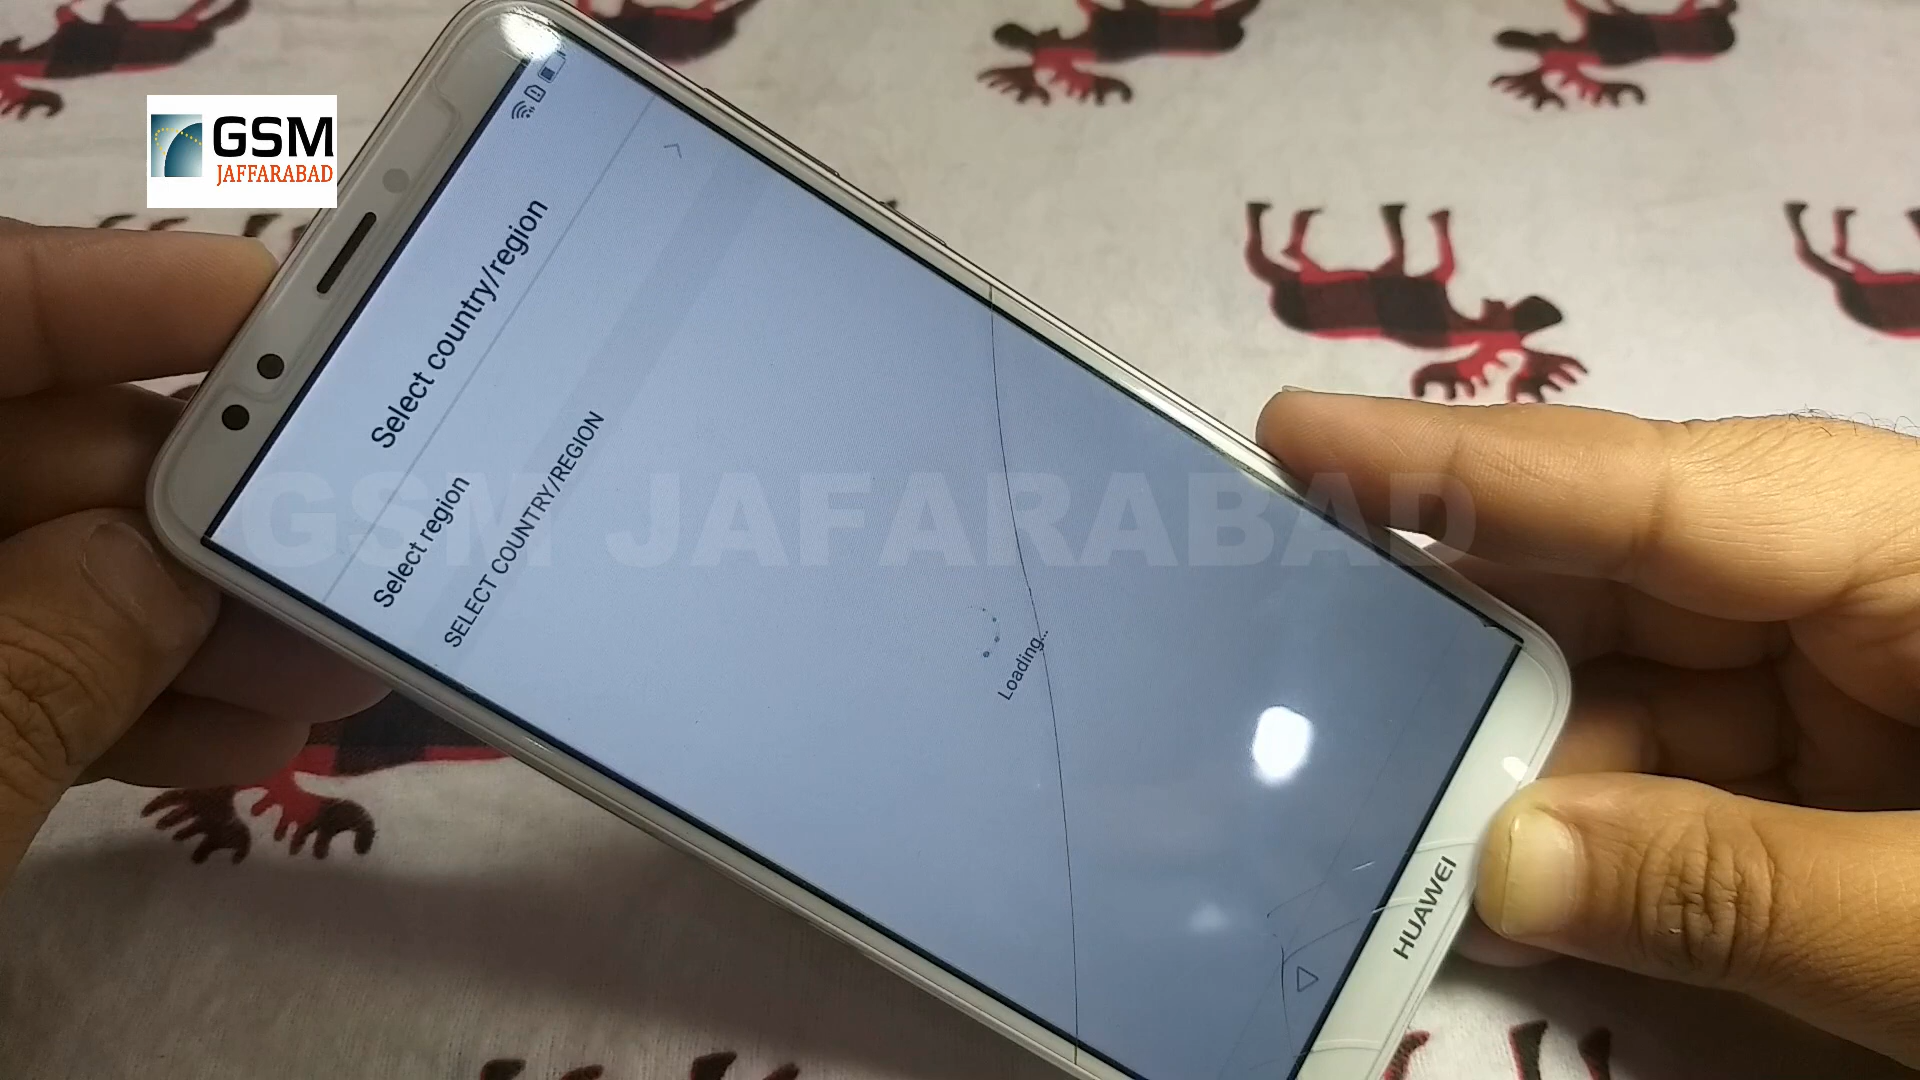 GSM
JAFFARABAD
Select country/region
Select region
SELECT COUNTRY/REGION
Loading...
GSM JAFARABAD
HUAWEI